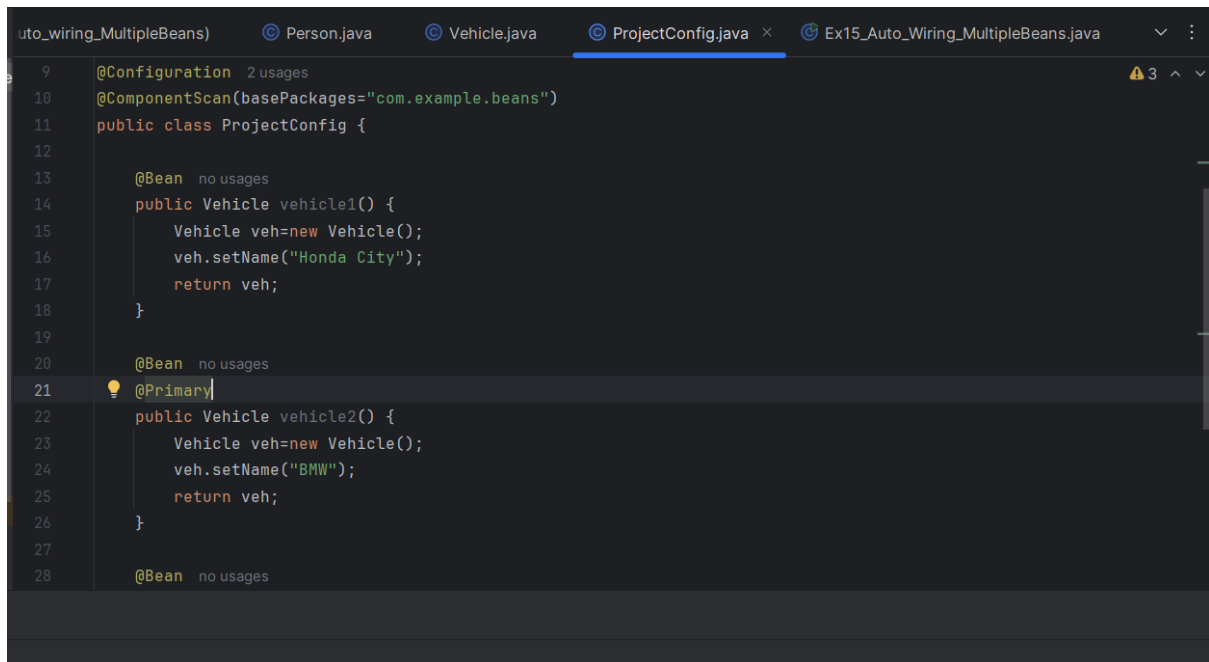 uto_wiring_MultipleBeans) Person.java Vehicle.java ProjectConfig.java × Ex15_Auto_Wiring_MultipleBeans.java
9 @Configuration 2 usages 3
10 @ComponentScan(basePackages="com.example.beans")
11 public class ProjectConfig {
12
13 @Bean no usages
14 public Vehicle vehicle1() {
15 Vehicle veh=new Vehicle();
16 veh.setName("Honda City");
17 return veh;
18 }
19
20 @Bean no usages
21 @Primary
22 public Vehicle vehicle2() {
23 Vehicle veh=new Vehicle();
24 veh.setName("BMW");
25 return veh;
26 }
27
28 @Bean no usages